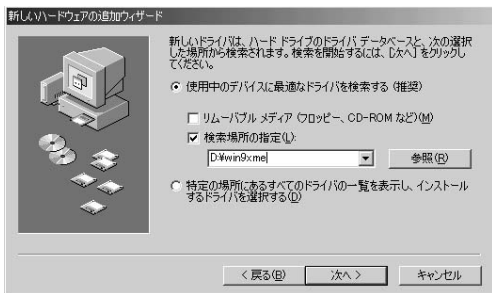 新しいハードウェアの追加ウィザード
新しいドライバは、ハード ドライブのドライバ データベースと、次の選択
した場所から検索されます。検索を開始するには、[次へ] をクリックし
てください。
使用中のデバイスに最適なドライバを検索する (推奨)
リムーバブル メディア (フロッピー、CD-ROM など)(M)
検索場所の指定(L):
D:¥win9x:me
参照(R)
特定の場所にあるすべてのドライバの一覧を表示し、インストール
するドライバを選択する(D)
< 戻る(B)
次へ >
キャンセル